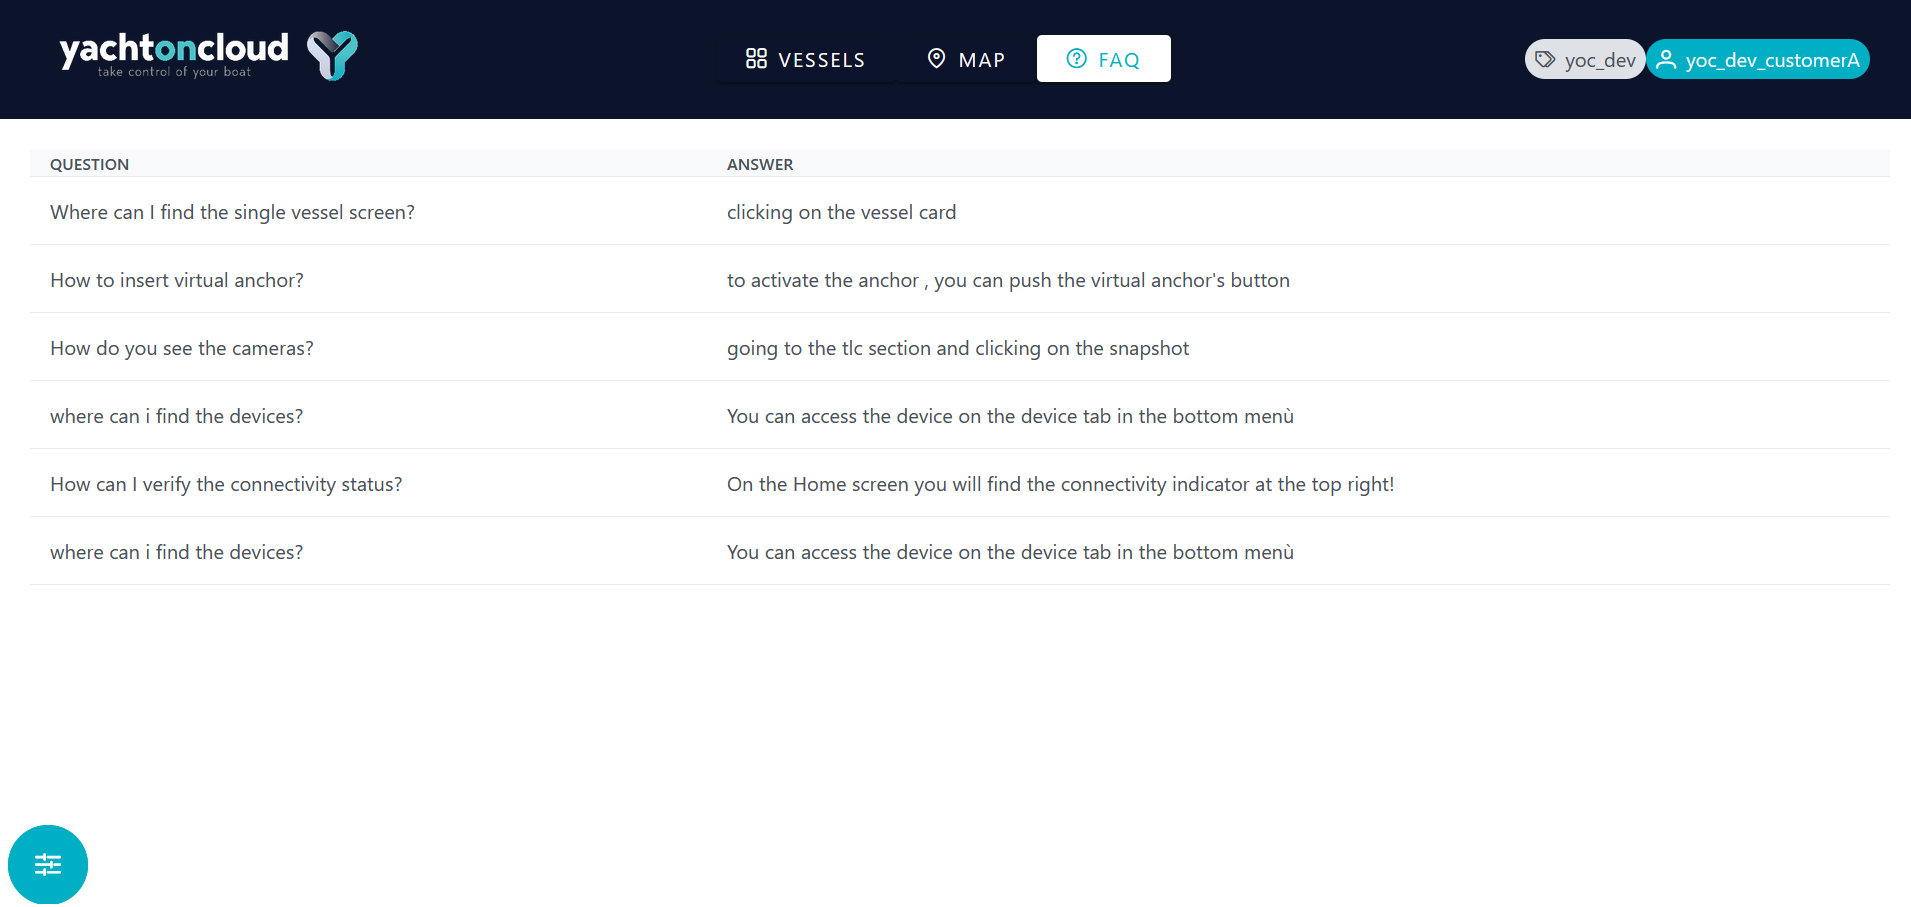 yachtoncloud
take control of your boat
VESSELS
MAP
FAQ
yoc_dev
yoc_dev_customerA
QUESTION ANSWER
Where can I find the single vessel screen? clicking on the vessel card
How to insert virtual anchor? to activate the anchor , you can push the virtual anchor's button
How do you see the cameras? going to the tlc section and clicking on the snapshot
where can i find the devices? You can access the device on the device tab in the bottom menù
How can I verify the connectivity status? On the Home screen you will find the connectivity indicator at the top right!
where can i find the devices? You can access the device on the device tab in the bottom menù